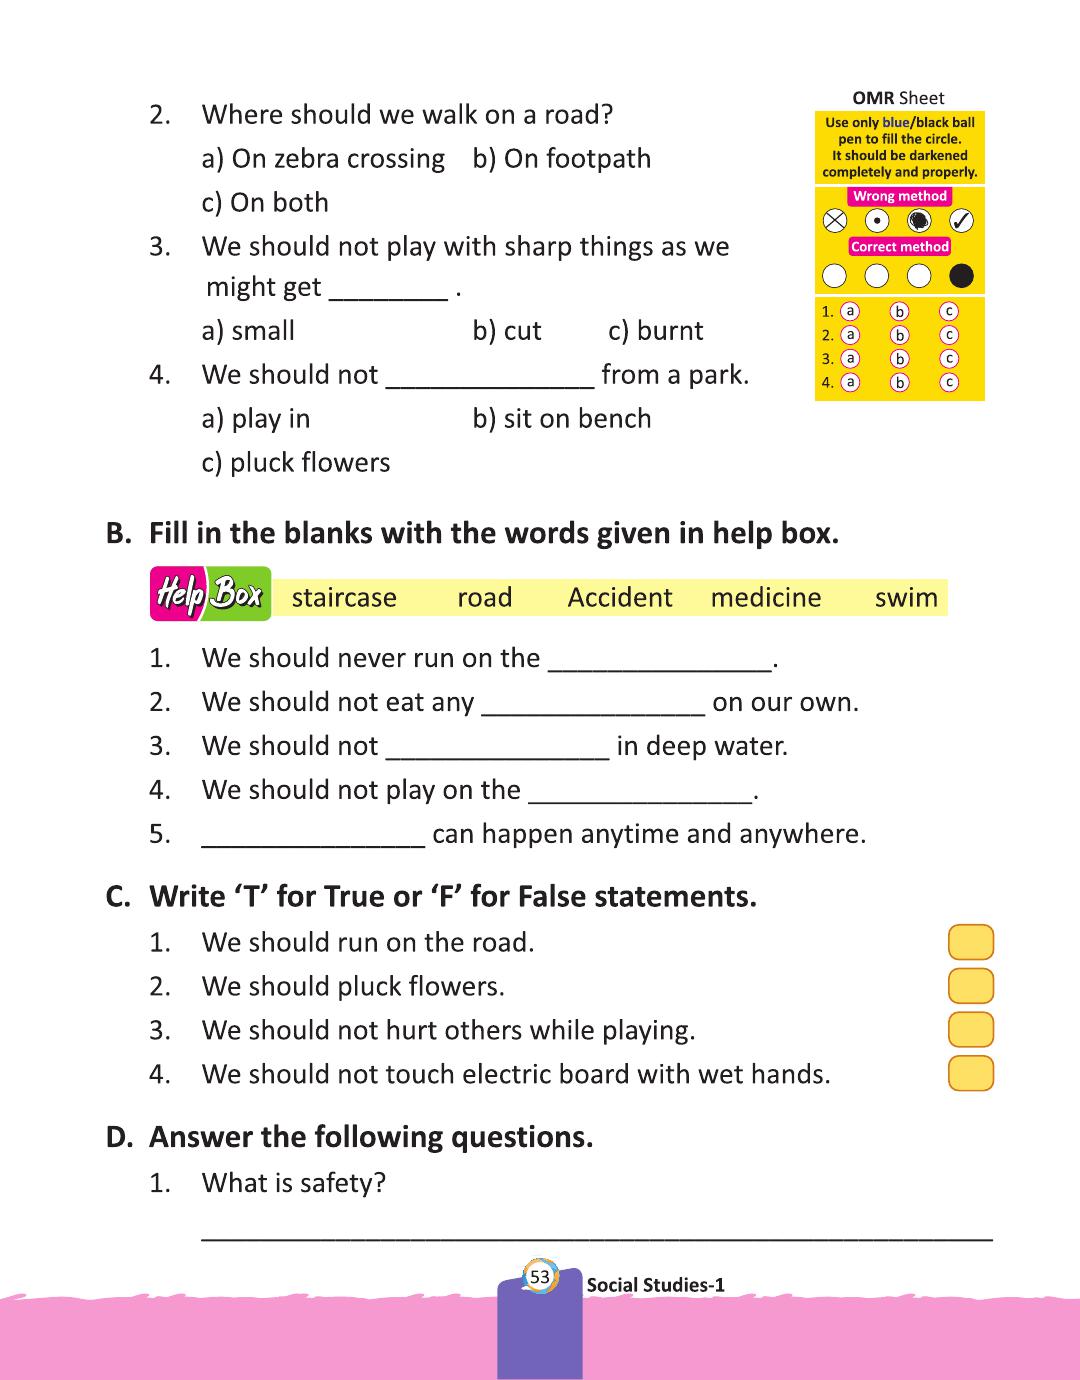 2. Where should we walk on a road?
a) On zebra crossing b) On footpath
c) On both
3. We should not play with sharp things as we
might get ________ .
a) small b) cut c) burnt
4. We should not ______________ from a park.
a) play in b) sit on bench
c) pluck flowers
OMR Sheet
Use only blue/black ball
pen to fill the circle.
It should be darkened
completely and properly.
Wrong method
Correct method
1. a b c
2. a b c
3. a b c
4. a b c
B. Fill in the blanks with the words given in help box.
Help Box staircase road Accident medicine swim
1. We should never run on the _______________.
2. We should not eat any _______________ on our own.
3. We should not _______________ in deep water.
4. We should not play on the _______________.
5. _______________ can happen anytime and anywhere.
C. Write ‘T’ for True or ‘F’ for False statements.
1. We should run on the road.
2. We should pluck flowers.
3. We should not hurt others while playing.
4. We should not touch electric board with wet hands.
D. Answer the following questions.
1. What is safety?
_____________________________________________________
53 Social Studies-1